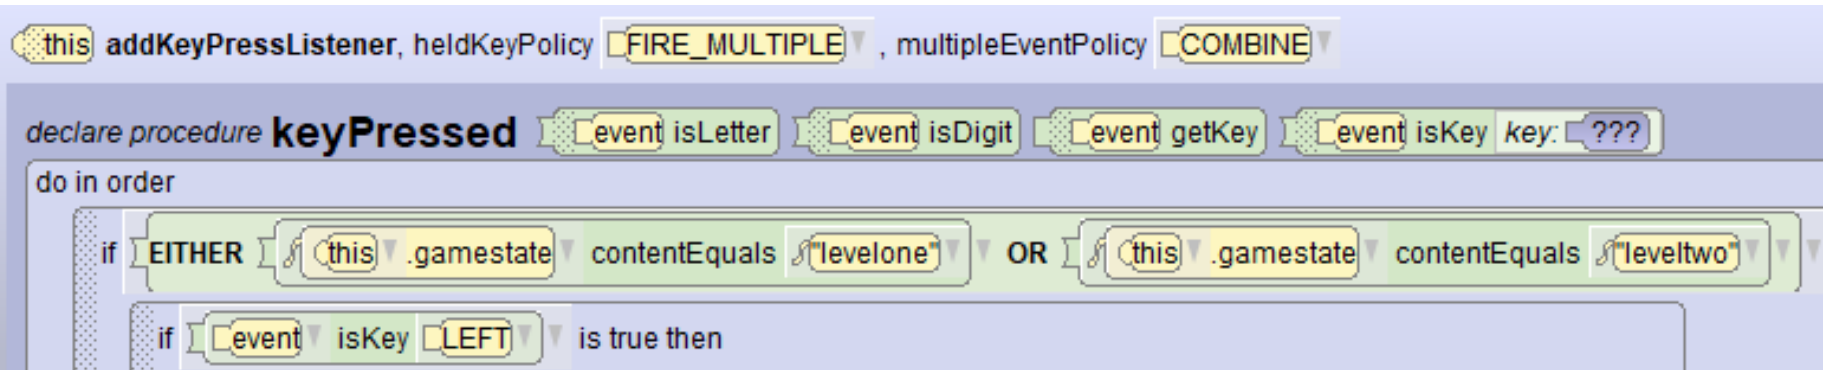 this addKeyPressListener, heldKeyPolicy FIRE_MULTIPLE , multipleEventPolicy COMBINE
declare procedure keyPressed event isLetter event isDigit event getKey event isKey key: ???
do in order
if EITHER this .gamestate contentEquals "levelone" OR this .gamestate contentEquals "leveltwo"
if event isKey LEFT is true then